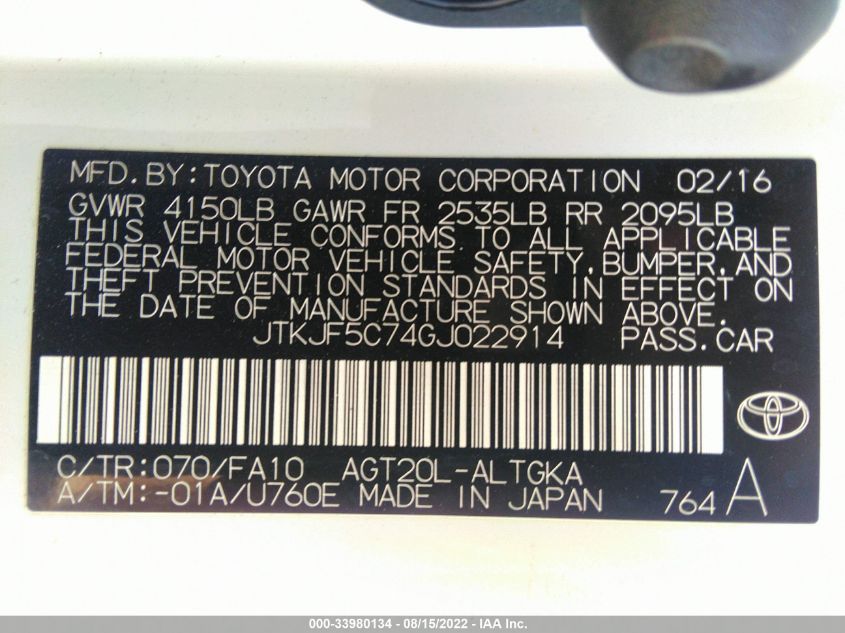 MFD.BY:TOYOTA MOTOR CORPORATION 02/16
GVWR 4150LB GAWR FR 2535LB RR 2095LB
THIS VEHICLE CONFORMS TO ALL APPLICABLE
FEDERAL MOTOR VEHICLE SAFETY,BUMPER,AND
THEFT PREVENTION STANDARDS IN EFFECT ON
THE DATE OF MANUFACTURE SHOWN ABOVE.
JTKJF5C74GJ022914 PASS.CAR
C/TR:070/FA10 AGT20L-ALTGKA
A/TM:-01A/U760E MADE IN JAPAN 764 A
000-33980134 - 08/15/2022 - IAA Inc.